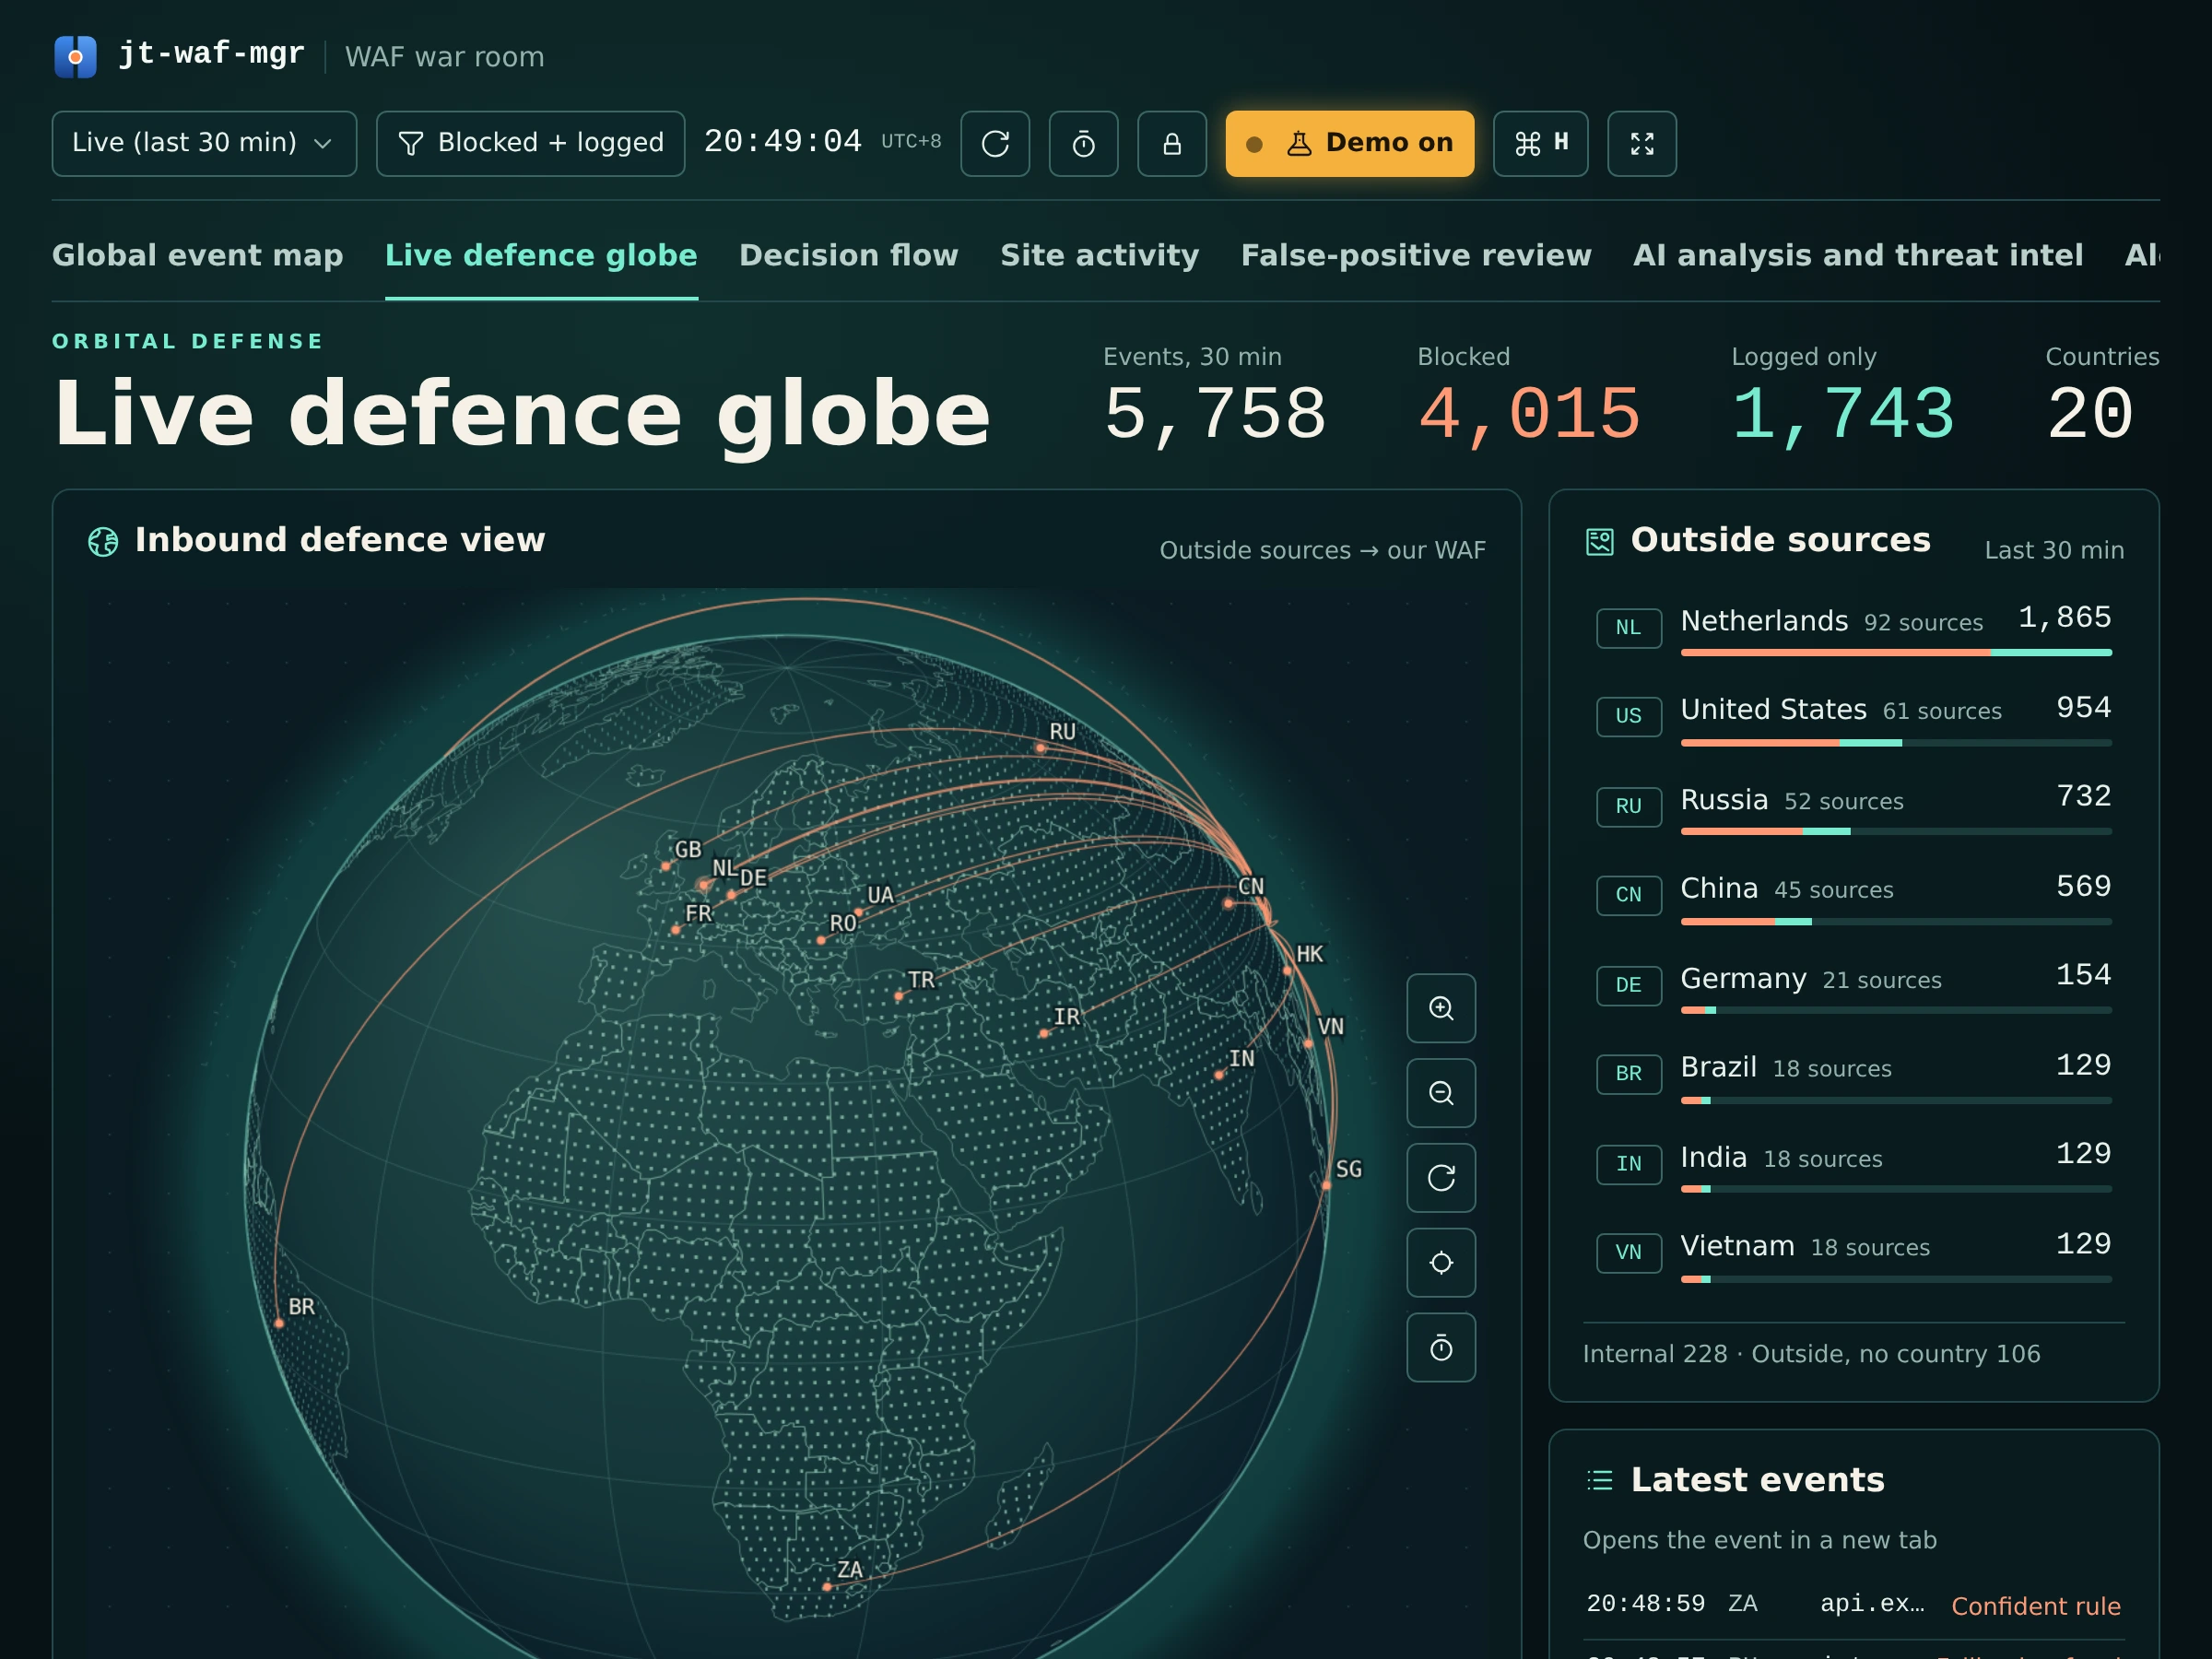 jt-waf-mgr WAF war room
Live (last 30 min) Blocked + logged 20:49:04 UTC+8 Demo on ⌘ H
Global event map Live defence globe Decision flow Site activity False-positive review AI analysis and threat intel
ORBITAL DEFENSE
Live defence globe
Events, 30 min
5,758
Blocked
4,015
Logged only
1,743
Countries
20
Inbound defence view
Outside sources → our WAF
RU
GB
NL
DE
FR
UA
RO
CN
HK
TR
IR
VN
IN
SG
BR
ZA
Outside sources Last 30 min
NL Netherlands 92 sources 1,865
US United States 61 sources 954
RU Russia 52 sources 732
CN China 45 sources 569
DE Germany 21 sources 154
BR Brazil 18 sources 129
IN India 18 sources 129
VN Vietnam 18 sources 129
Internal 228 · Outside, no country 106
Latest events
Opens the event in a new tab
20:48:59 ZA api.ex… Confident rule